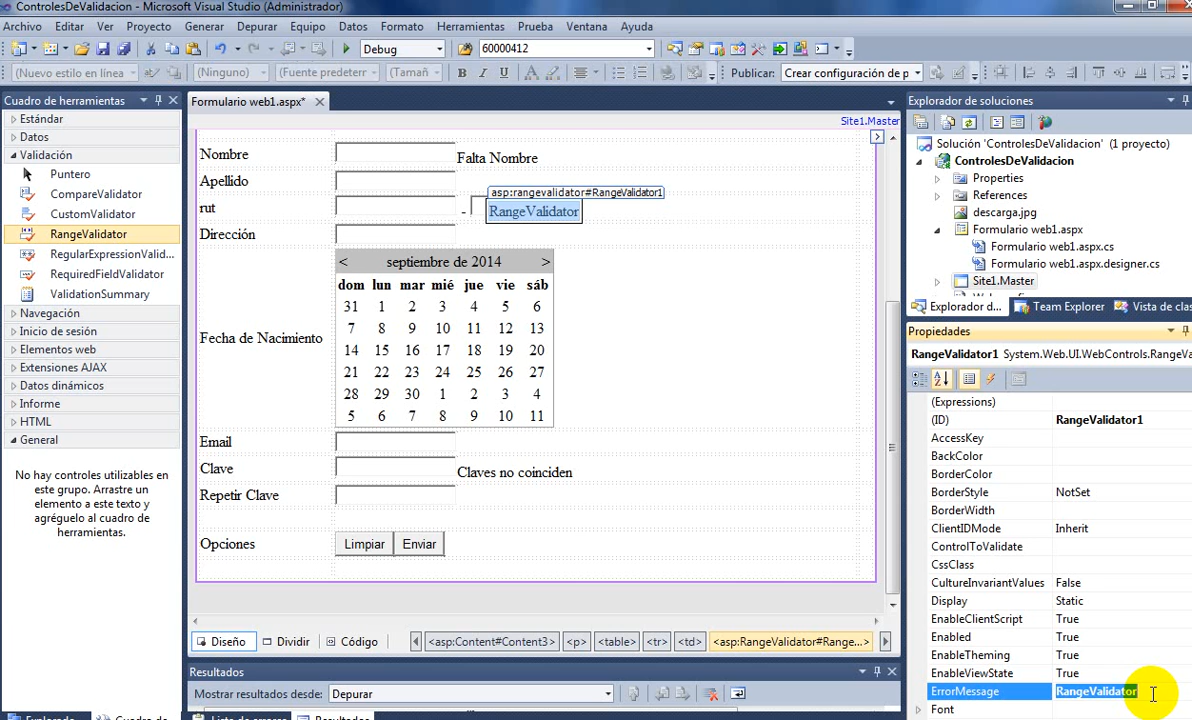 ControlesDeValidacion - Microsoft Visual Studio (Administrador)
Archivo Editar Ver Proyecto Generar Depurar Equipo Datos Formato Herramientas Prueba Ventana Ayuda
Debug 60000412
(Nuevo estilo en línea (Ninguno) (Fuente predeterr (Tamañ B I U A Publicar: Crear configuración de p
Cuadro de herramientas
Estándar
Datos
Validación
Puntero
CompareValidator
CustomValidator
RangeValidator
RegularExpressionValid...
RequiredFieldValidator
ValidationSummary
Navegación
Inicio de sesión
Elementos web
Extensiones AJAX
Datos dinámicos
Informe
HTML
General
No hay controles utilizables en
este grupo. Arrastre un
elemento a este texto y
agréguelo al cuadro de
herramientas.
Formulario web1.aspx*
Site1.Master
Nombre Falta Nombre
Apellido
asp:rangevalidator#RangeValidator1
rut - RangeValidator
Dirección
< septiembre de 2014 >
dom lun mar mié jue vie sáb
31 1 2 3 4 5 6
7 8 9 10 11 12 13
Fecha de Nacimiento
14 15 16 17 18 19 20
21 22 23 24 25 26 27
28 29 30 1 2 3 4
5 6 7 8 9 10 11
Email
Clave Claves no coinciden
Repetir Clave
Opciones Limpiar Enviar
Diseño Dividir Código <asp:Content#Content3> <p> <table> <tr> <td> <asp:RangeValidator#Range...>
Resultados
Mostrar resultados desde: Depurar
Explorador de soluciones
Solución 'ControlesDeValidacion' (1 proyecto)
ControlesDeValidacion
Properties
References
descarga.jpg
Formulario web1.aspx
Formulario web1.aspx.cs
Formulario web1.aspx.designer.cs
Site1.Master
Explorador d... Team Explorer Vista de clas
Propiedades
RangeValidator1 System.Web.UI.WebControls.RangeVa
(Expressions)
(ID) RangeValidator1
AccessKey
BackColor
BorderColor
BorderStyle NotSet
BorderWidth
ClientIDMode Inherit
ControlToValidate
CssClass
CultureInvariantValues False
Display Static
EnableClientScript True
Enabled True
EnableTheming True
EnableViewState True
ErrorMessage RangeValidator
Font